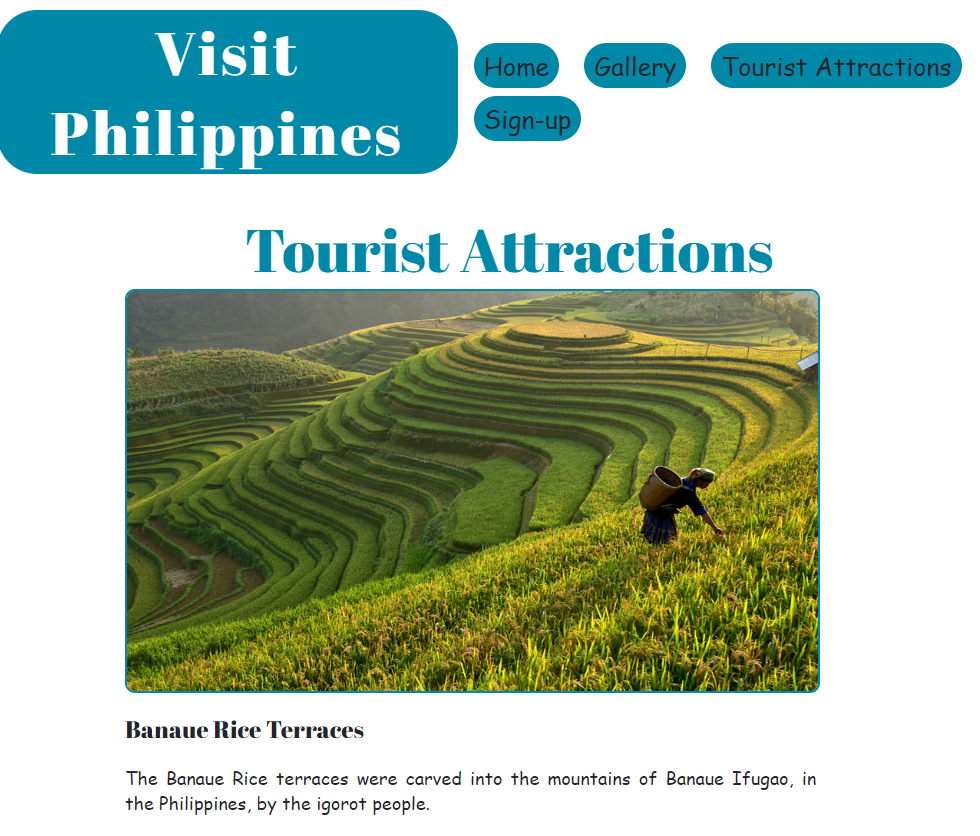 Visit
Philippines
Home Gallery Tourist Attractions
Sign-up
Tourist Attractions
Banaue Rice Terraces
The Banaue Rice terraces were carved into the mountains of Banaue Ifugao, in
the Philippines, by the igorot people.